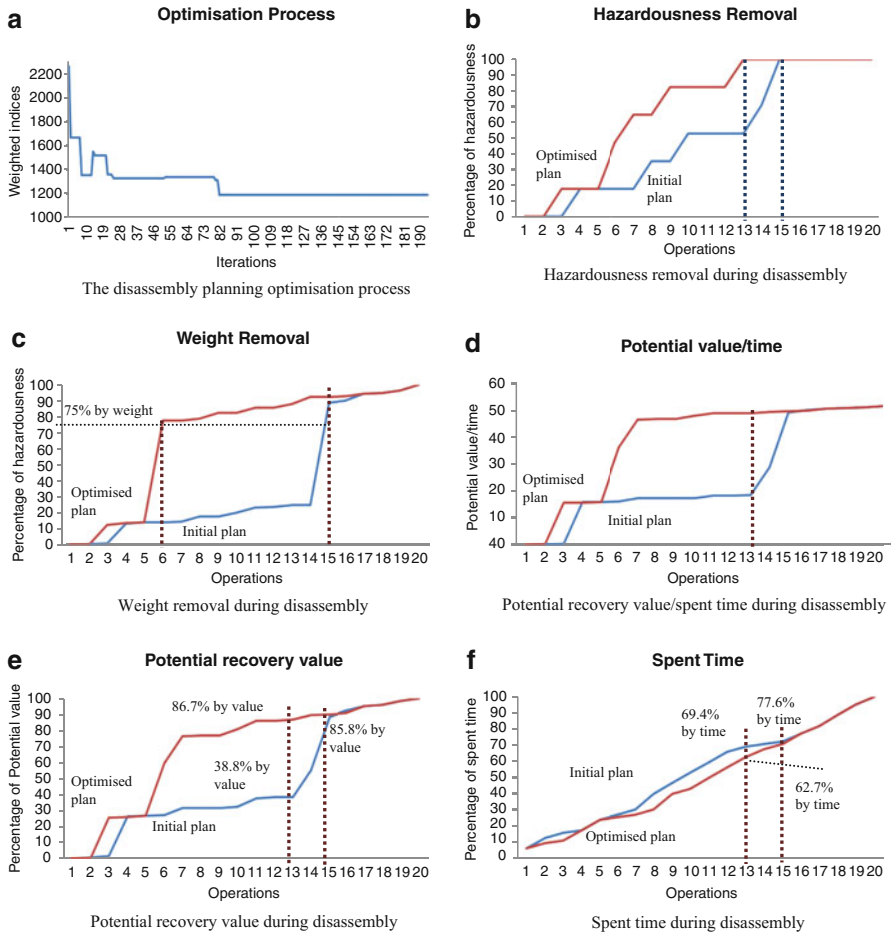 a
Optimisation Process
Weighted indices
2200
2000
1800
1600
1400
1200
1000
1 10 19 28 37 46 55 64 73 82 91 100 109 118 127 136 145 154 163 172 181 190
Iterations
The disassembly planning optimisation process
b
Hazardousness Removal
Percentage of hazardousness
100
90
80
70
60
50
40
30
20
10
0
Optimised
plan
Initial
plan
1 2 3 4 5 6 7 8 9 10 11 12 13 14 15 16 17 18 19 20
Operations
Hazardousness removal during disassembly
c
Weight Removal
Percentage of hazardousness
100
90
80
70
60
50
40
30
20
10
0
75% by weight
Optimised
plan
Initial plan
1 2 3 4 5 6 7 8 9 10 11 12 13 14 15 16 17 18 19 20
Operations
Weight removal during disassembly
d
Potential value/time
Potential value/time
60
50
20
30
20
10
40
Optimised
plan
Initial plan
1 2 3 4 5 6 7 8 9 10 11 12 13 14 15 16 17 18 19 20
Operations
Potential recovery value/spent time during disassembly
e
Potential recovery value
Percentage of Potential value
100
90
80
70
60
50
40
30
20
10
0
86.7% by value
85.8% by
value
38.8% by
value
Optimised
plan
Initial plan
1 2 3 4 5 6 7 8 9 10 11 12 13 14 15 16 17 18 19 20
Operations
Potential recovery value during disassembly
f
Spent Time
Percentage of spent time
100
90
80
70
60
50
40
30
20
10
0
69.4%
by time
77.6%
by time
62.7%
by time
Initial plan
Optimised plan
1 2 3 4 5 6 7 8 9 10 11 12 13 14 15 16 17 18 19 20
Operations
Spent time during disassembly